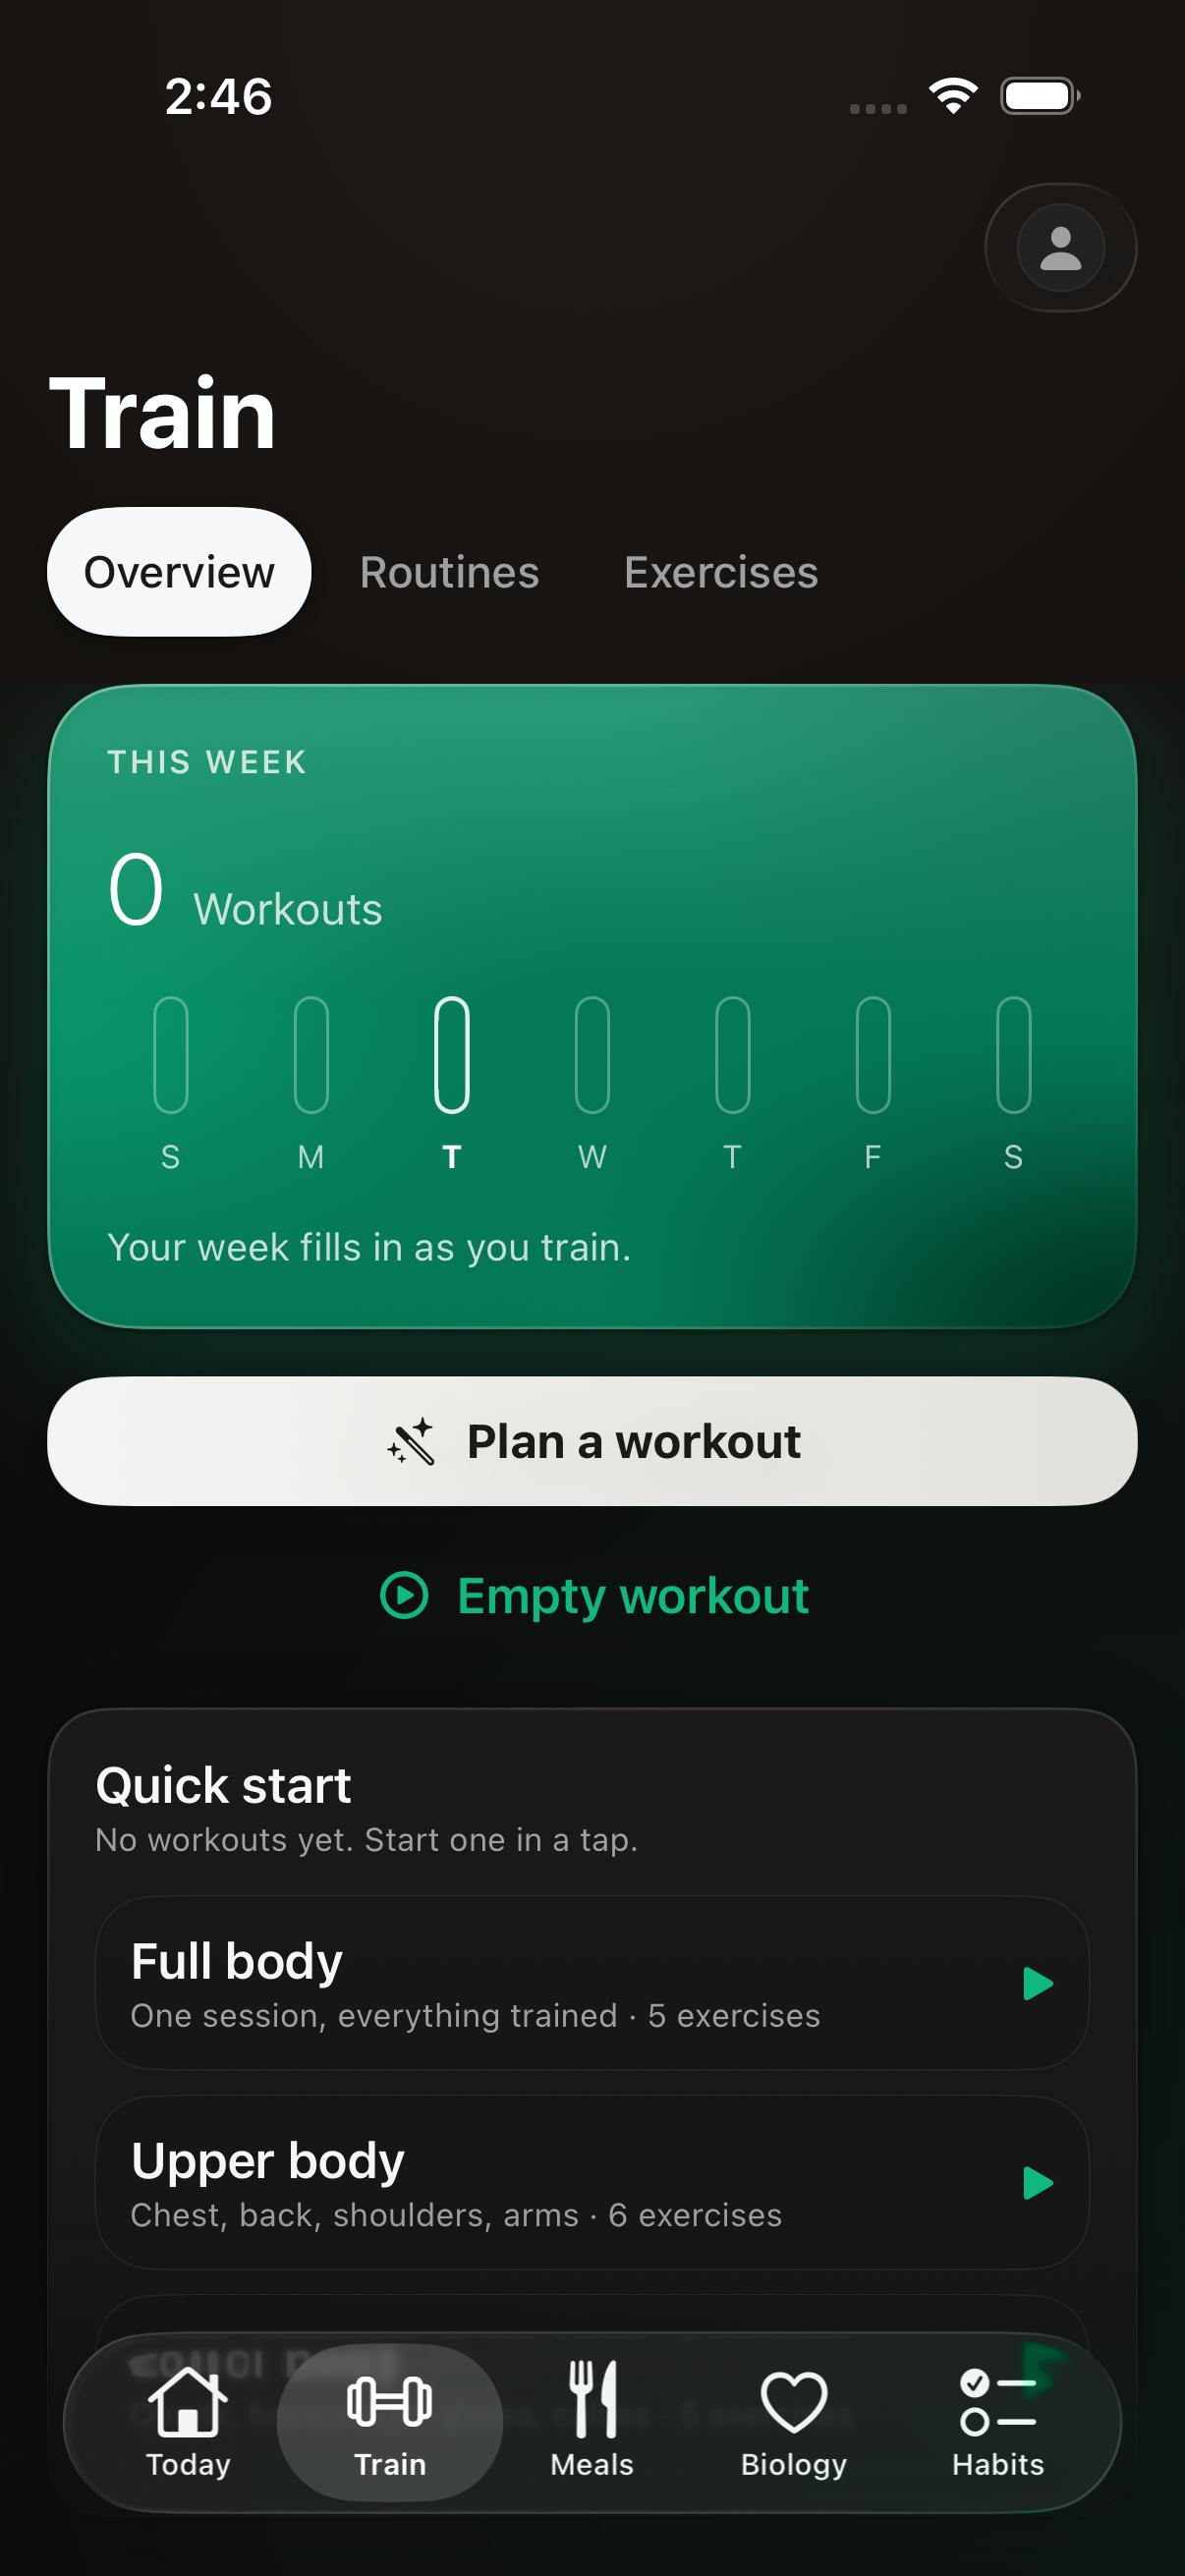 2:46
Train
Overview Routines Exercises
THIS WEEK
0 Workouts
S M T W T F S
Your week fills in as you train.
Plan a workout
Empty workout
Quick start
No workouts yet. Start one in a tap.
Full body
One session, everything trained · 5 exercises
Upper body
Chest, back, shoulders, arms · 6 exercises
Today Train Meals Biology Habits